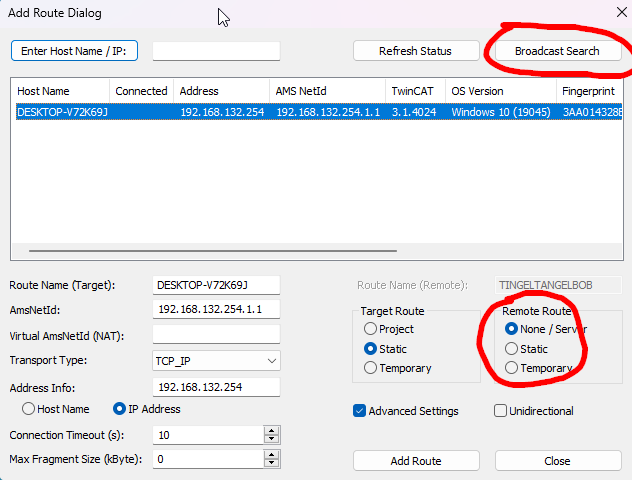 Add Route Dialog
Enter Host Name / IP:
Refresh Status
Broadcast Search
Host Name Connected Address AMS NetId TwinCAT OS Version Fingerprint
DESKTOP-V72K69J 192.168.132.254 192.168.132.254.1.1 3.1.4024 Windows 10 (19045) 3AA014328E
Route Name (Target): DESKTOP-V72K69J
AmsNetId: 192.168.132.254.1.1
Virtual AmsNetId (NAT):
Transport Type: TCP_IP
Address Info: 192.168.132.254
Host Name IP Address
Connection Timeout (s): 10
Max Fragment Size (kByte): 0
Route Name (Remote): TINGELTANGELBOB
Target Route
Project
Static
Temporary
Remote Route
None / Server
Static
Temporary
Advanced Settings
Unidirectional
Add Route
Close